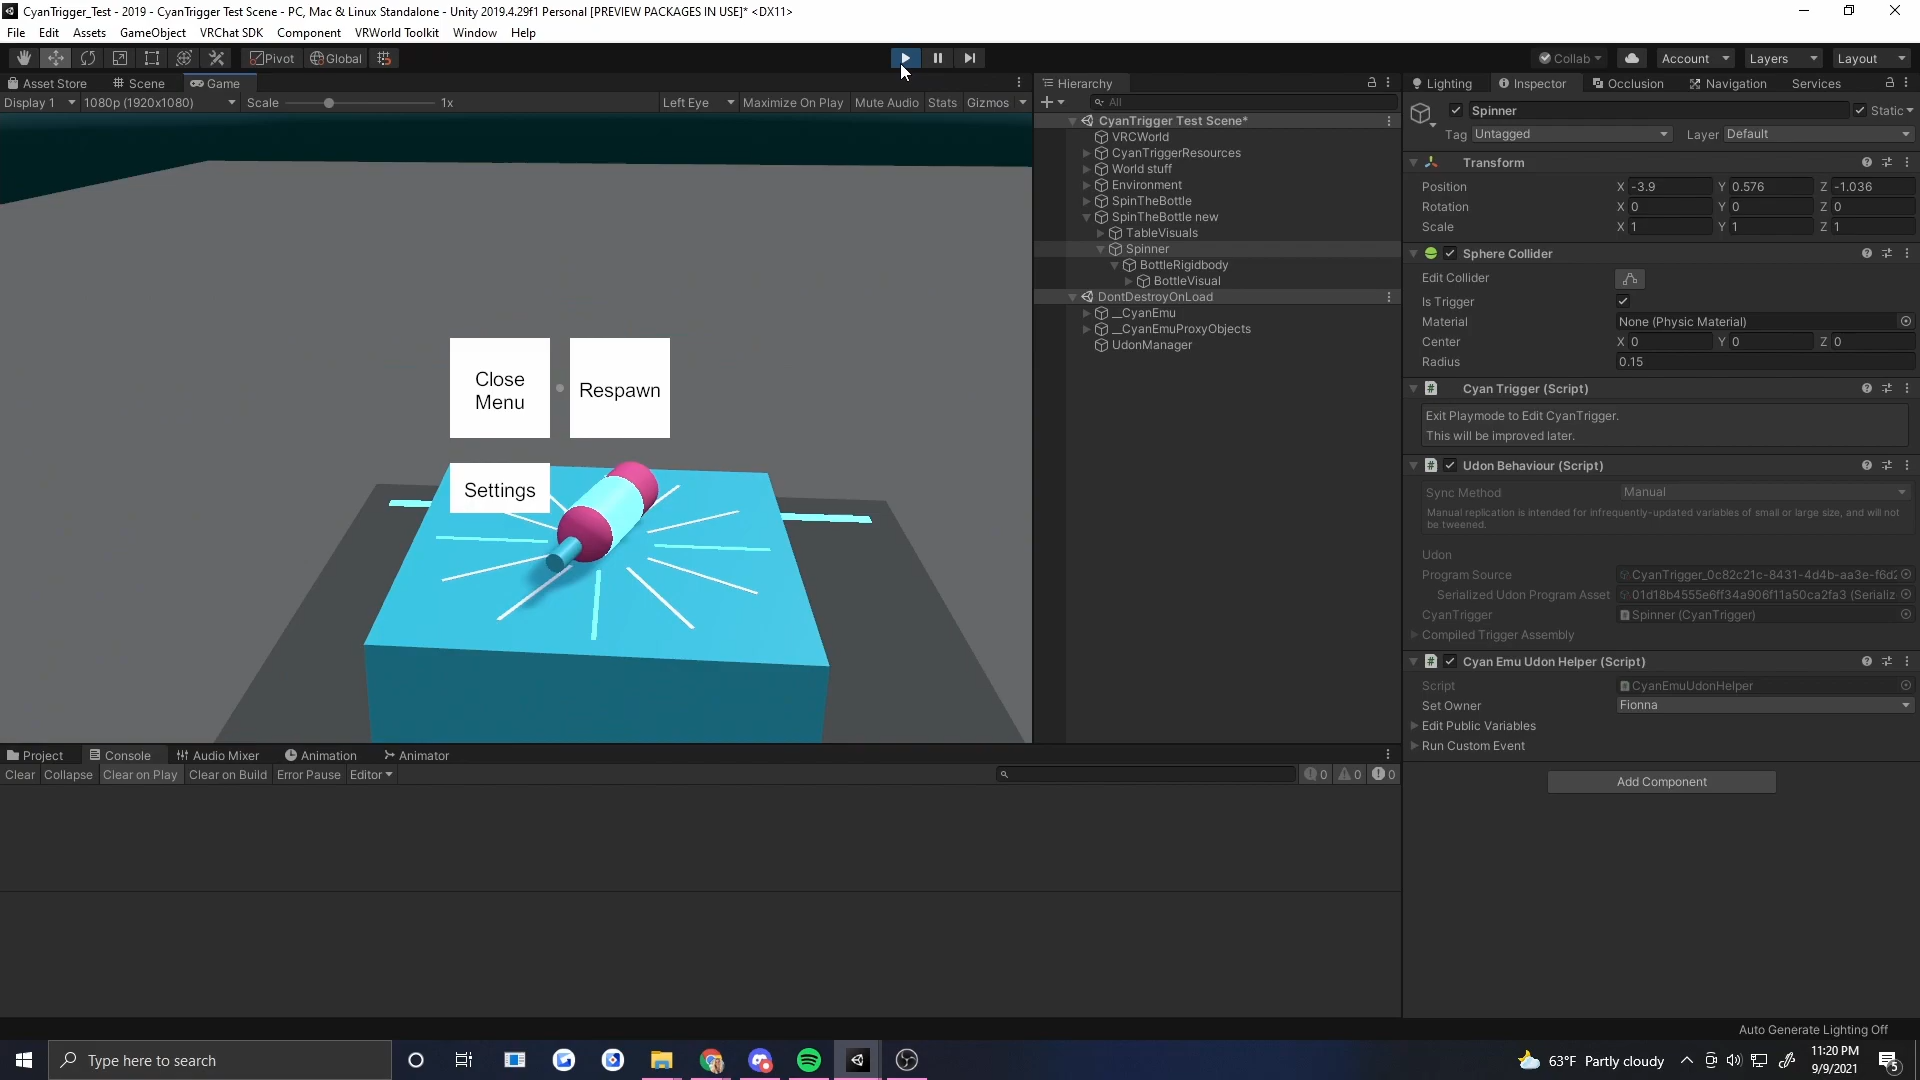 CyanTrigger_Test - 2019 - CyanTrigger Test Scene - PC, Mac & Linux Standalone - Unity 2019.4.29f1 Personal [PREVIEW PACKAGES IN USE]* <DX11>
File Edit Assets GameObject VRChat SDK Component VRWorld Toolkit Window Help
Pivot Global Collab Account Layers Layout
Asset Store Scene Game
Display 1 1080p (1920x1080) Scale 1x Left Eye Maximize On Play Mute Audio Stats Gizmos
Close
Menu
Respawn
Settings
Hierarchy
All
CyanTrigger Test Scene*
VRCWorld
CyanTriggerResources
World stuff
Environment
SpinTheBottle
SpinTheBottle new
TableVisuals
Spinner
BottleRigidbody
BottleVisual
DontDestroyOnLoad
__CyanEmu
__CyanEmuProxyObjects
UdonManager
Lighting Inspector Occlusion Navigation Services
Spinner Static
Tag Untagged Layer Default
Transform
Position X -3.9 Y 0.576 Z -1.036
Rotation X 0 Y 0 Z 0
Scale X 1 Y 1 Z 1
Sphere Collider
Edit Collider
Is Trigger
Material None (Physic Material)
Center X 0 Y 0 Z 0
Radius 0.15
Cyan Trigger (Script)
Exit Playmode to Edit CyanTrigger.
This will be improved later.
Udon Behaviour (Script)
Sync Method Manual
Manual replication is intended for infrequently-updated variables of small or large size, and will not
be tweened.
Udon
Program Source CyanTrigger_0c82c21c-8431-4d4b-aa3e-f6d2
Serialized Udon Program Asset 01d18b4555e6ff34a906f11a50ca2fa3 (Serializ
CyanTrigger Spinner (CyanTrigger)
Compiled Trigger Assembly
Cyan Emu Udon Helper (Script)
Script CyanEmuUdonHelper
Set Owner Fionna
Edit Public Variables
Run Custom Event
Add Component
Project Console Audio Mixer Animation Animator
Clear Collapse Clear on Play Clear on Build Error Pause Editor 0 0 0
Auto Generate Lighting Off
Type here to search
63°F Partly cloudy
11:20 PM
9/9/2021
5